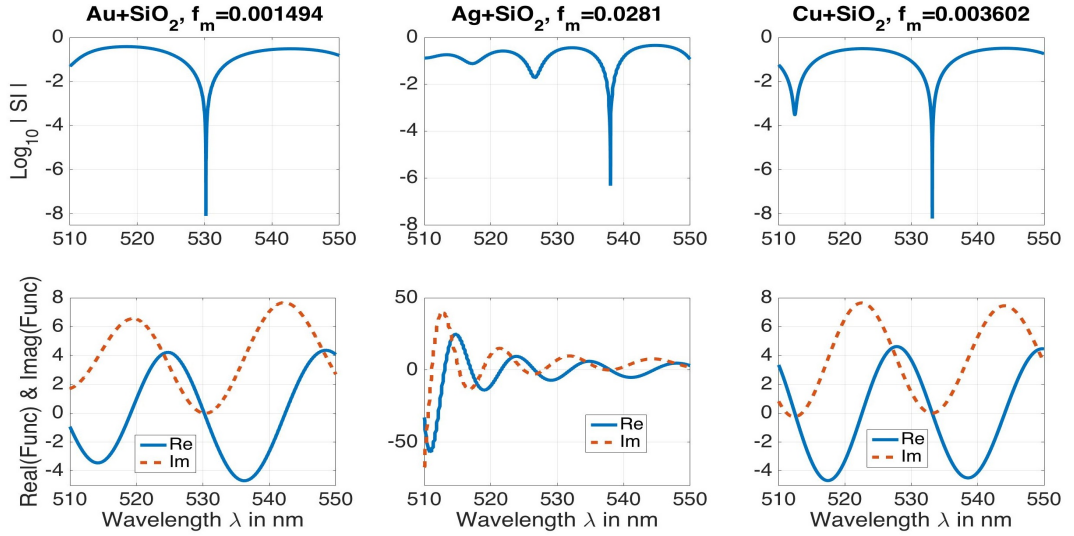 Au+SiO2, fm=0.001494
Ag+SiO2, fm=0.0281
Cu+SiO2, fm=0.003602
Log10 | SI |
0
-2
-4
-6
-8
510 520 530 540 550
0
-2
-4
-6
-8
510 520 530 540 550
0
-2
-4
-6
-8
510 520 530 540 550
Real(Func) & Imag(Func)
8
6
4
2
0
-2
-4
Re
Im
510 520 530 540 550
Wavelength λ in nm
50
0
-50
Re
Im
510 520 530 540 550
Wavelength λ in nm
8
6
4
2
0
-2
-4
Re
Im
510 520 530 540 550
Wavelength λ in nm